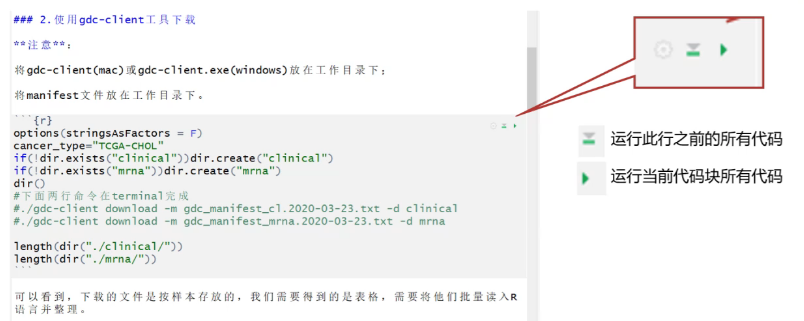 ### 2.使用gdc-client工具下载
**注意**:
将gdc-client(mac)或gdc-client.exe(windows)放在工作目录下;
将manifest文件放在工作目录下。
```{r}
options(stringsAsFactors = F)
cancer_type="TCGA-CHOL"
if(!dir.exists("clinical"))dir.create("clinical")
if(!dir.exists("mrna"))dir.create("mrna")
dir()
#下面两行命令在terminal完成
#./gdc-client download -m gdc_manifest_cl.2020-03-23.txt -d clinical
#./gdc-client download -m gdc_manifest_mrna.2020-03-23.txt -d mrna
length(dir("./clinical/"))
length(dir("./mrna/"))
```
可以看到，下载的文件是按样本存放的，我们需要得到的是表格，需要将他们批量读入R
语言并整理。
运行此行之前的所有代码
运行当前代码块所有代码